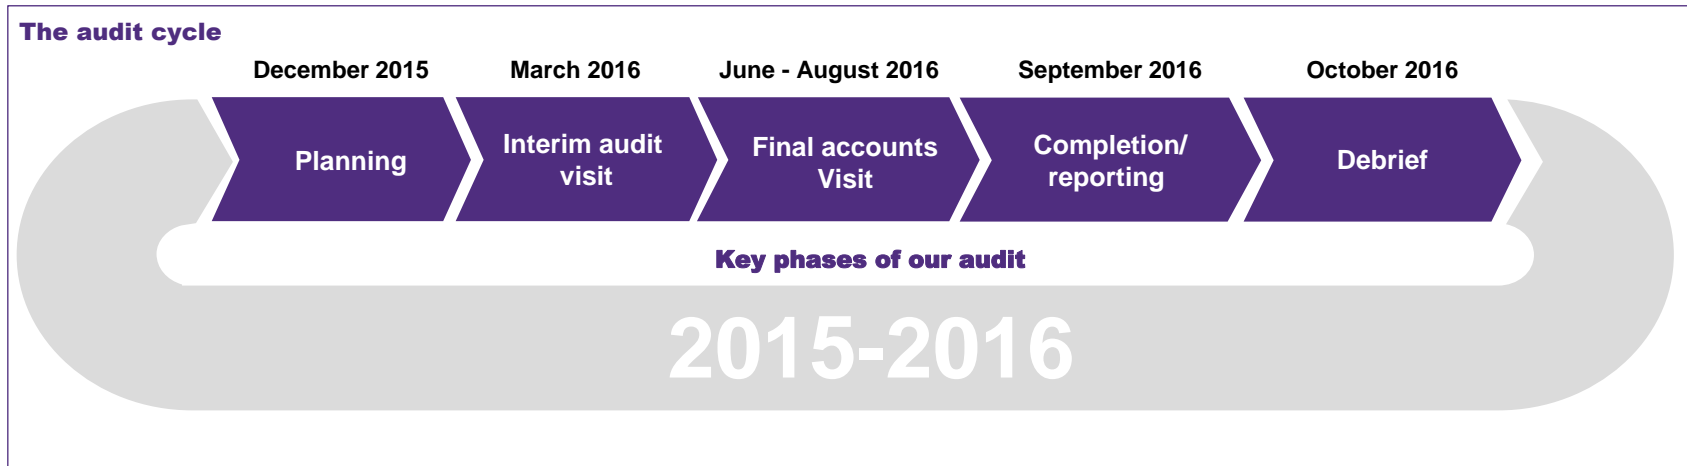 The audit cycle
December 2015
March 2016
June - August 2016
September 2016
October 2016
Planning
Interim audit
visit
Final accounts
Visit
Completion/
reporting
Debrief
Key phases of our audit
2015-2016